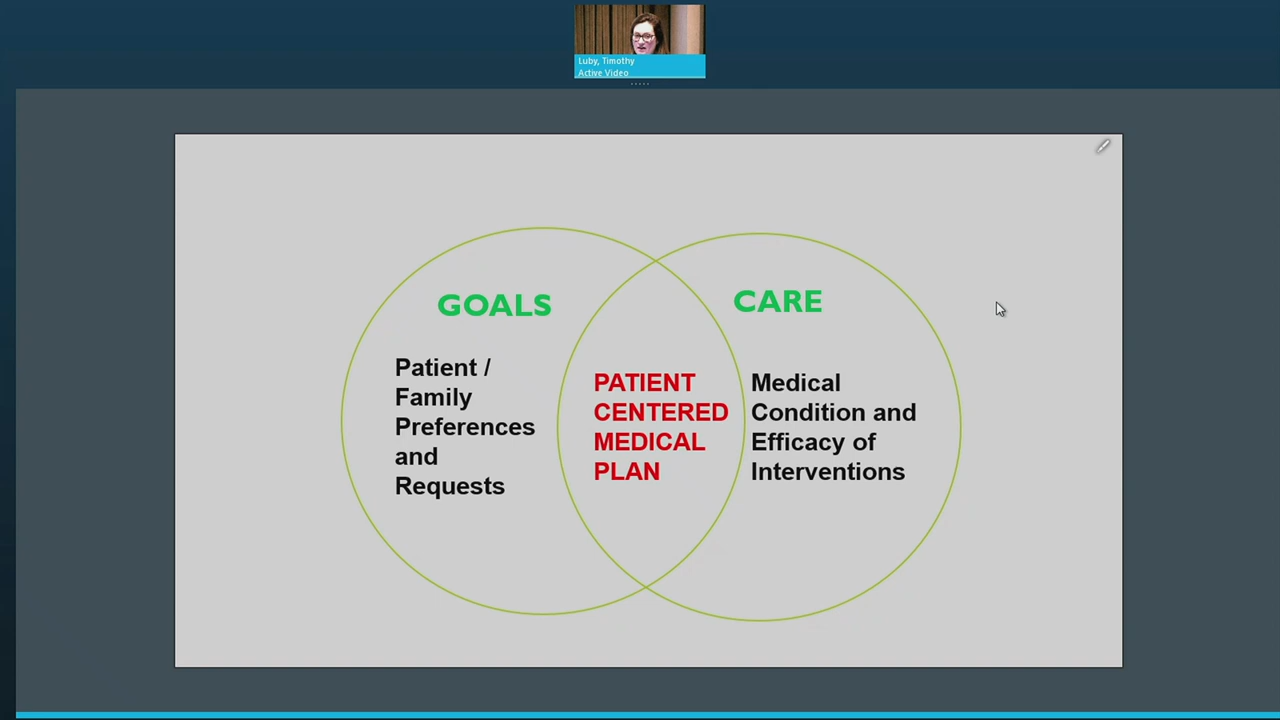 Luby, Timothy
Active Video
GOALS
Patient /
Family
Preferences
and
Requests
PATIENT
CENTERED
MEDICAL
PLAN
CARE
Medical
Condition and
Efficacy of
Interventions